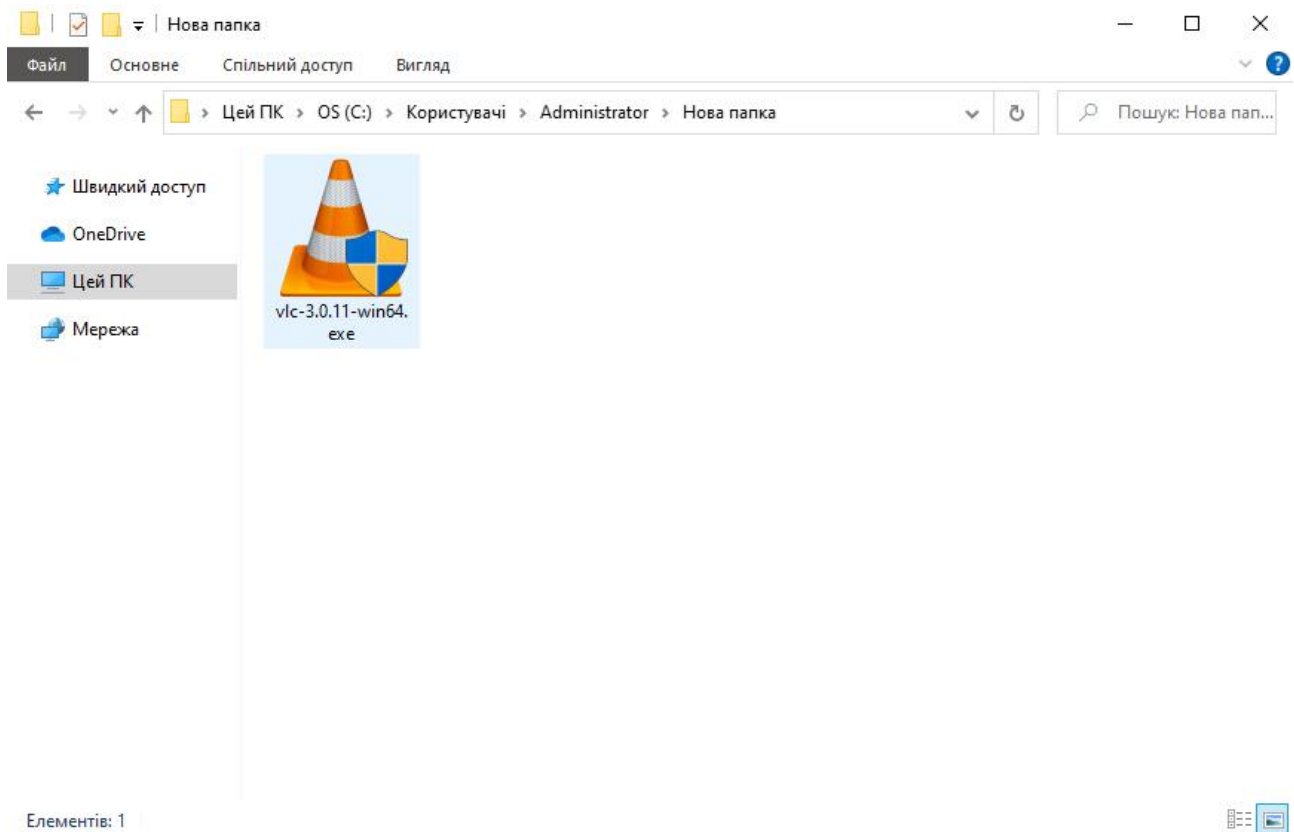 Нова папка
Файл Основне Спільний доступ Вигляд
Цей ПК OS (C:) Користувачі Administrator Нова папка Пошук: Нова пап...
Швидкий доступ
OneDrive
Цей ПК
Мережа
vlc-3.0.11-win64.
exe
Елементів: 1